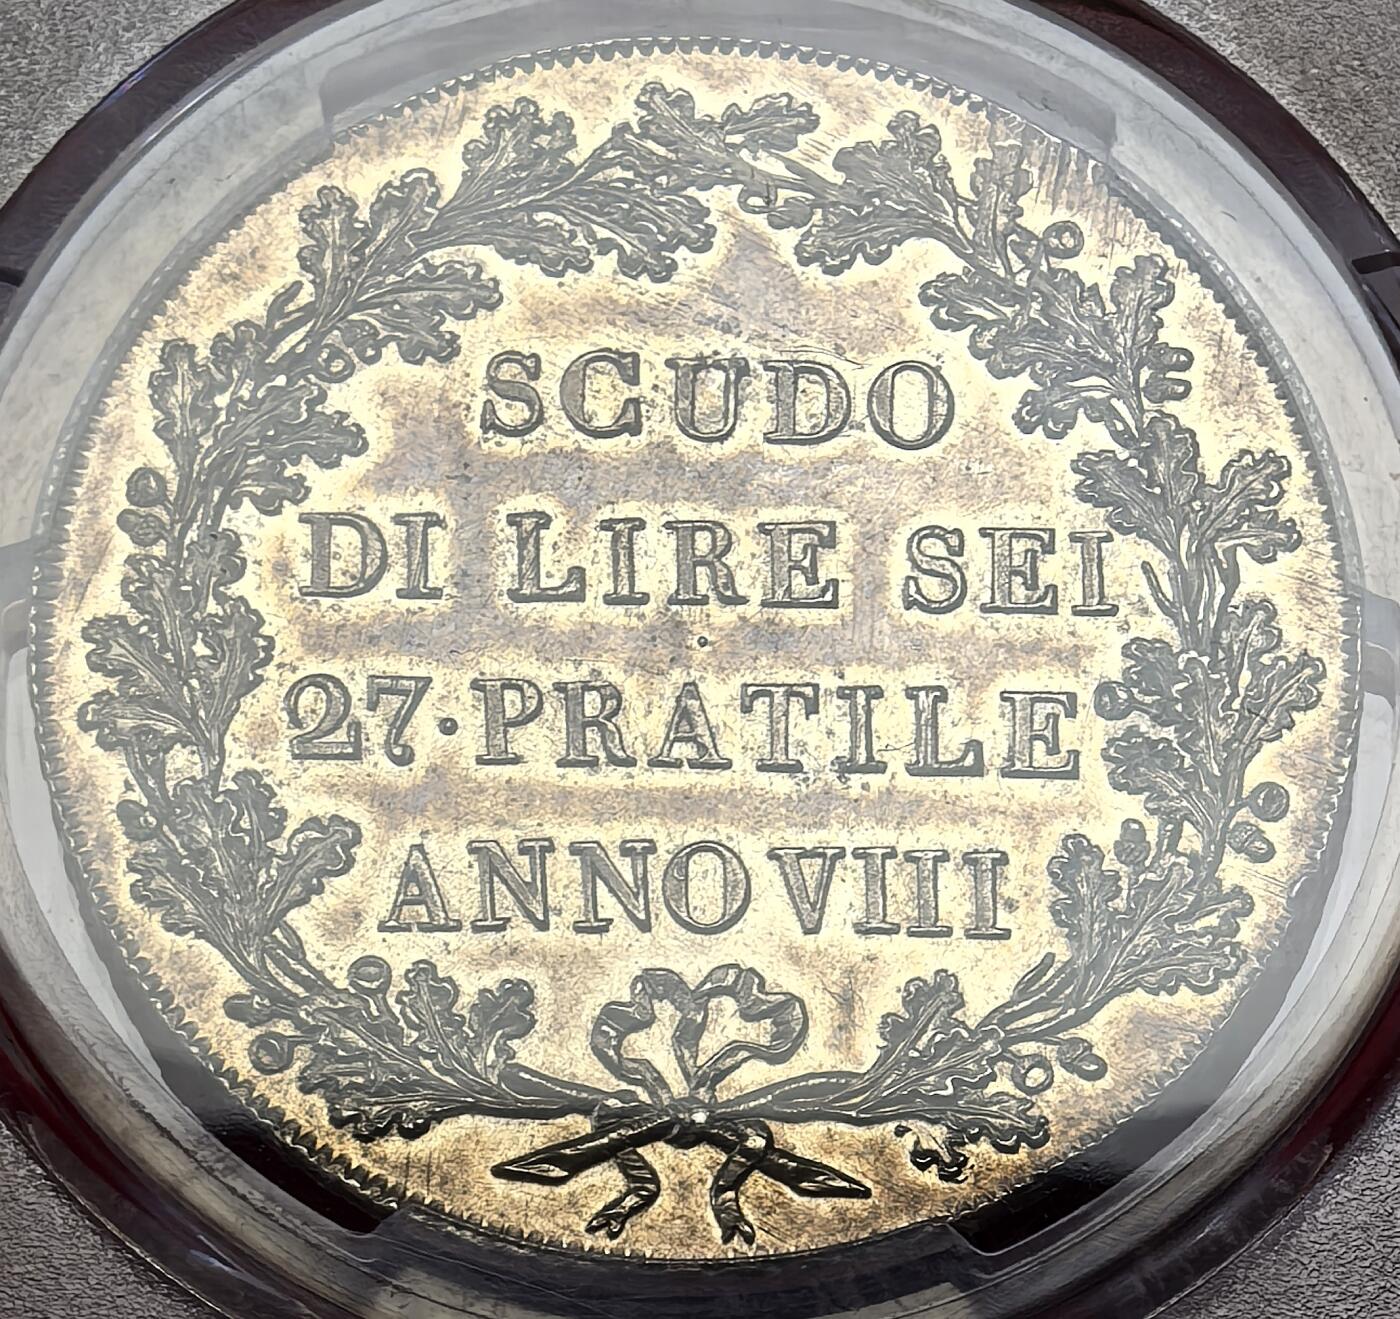 SCUDO
DI LIRE SEI
27·PRATILE
ANNO VIII